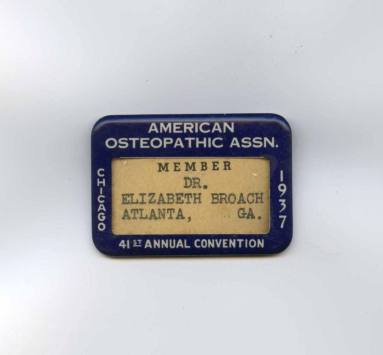 AMERICAN
OSTEOPATHIC ASSN.
CHICAGO
MEMBER
DR.
ELIZABETH BROACH
ATLANTA, GA.
1937
41ST ANNUAL CONVENTION